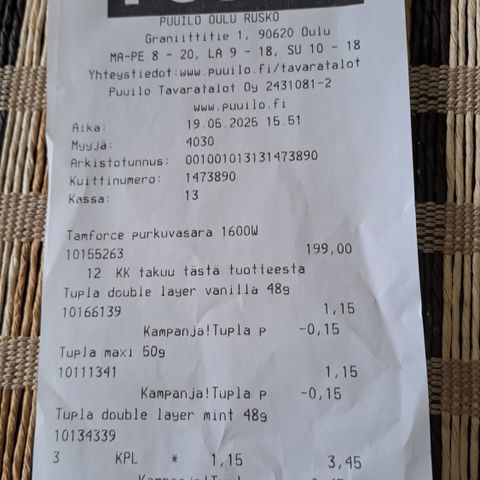 PUUILO OULU RUSKO
Graniittitie 1, 90620 Oulu
MA-PE 8 - 20, LA 9 - 18, SU 10 - 18
Yhteystiedot:www.puuilo.fi/tavaratalot
Puuilo Tavaratalot Oy 2431081-2
www.puuilo.fi
Aika: 19.05.2025 15.51
Myyjä: 4030
Arkistotunnus: 001001013131473890
Kuittinumero: 1473890
Kassa: 13
Tamforce purkuvasara 1600W
10155263 199,00
12 KK takuu tästä tuotteesta
Tupla double layer vanilla 48g
10166139 1,15
Kampanja!Tupla p -0,15
Tupla maxi 50g
10111341 1,15
Kampanja!Tupla p -0,15
Tupla double layer mint 48g
10134339
3 KPL * 1,15 3,45